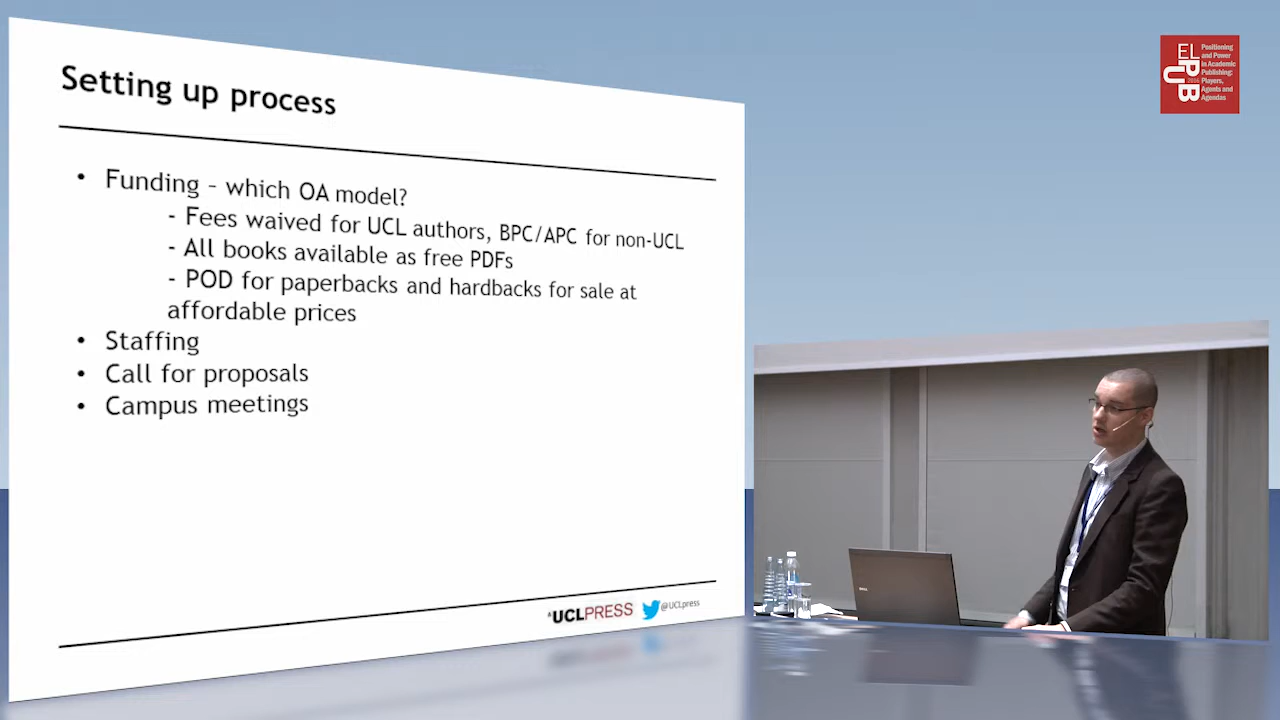 Setting up process
• Funding – which OA model?
- Fees waived for UCL authors, BPC/APC for non-UCL
- All books available as free PDFs
- POD for paperbacks and hardbacks for sale at
affordable prices
• Staffing
• Call for proposals
• Campus meetings
UCLPRESS @UCLpress
ELPUB 2016
Positioning
and Power
in Academic
Publishing:
Players,
Agents and
Agendas
DELL